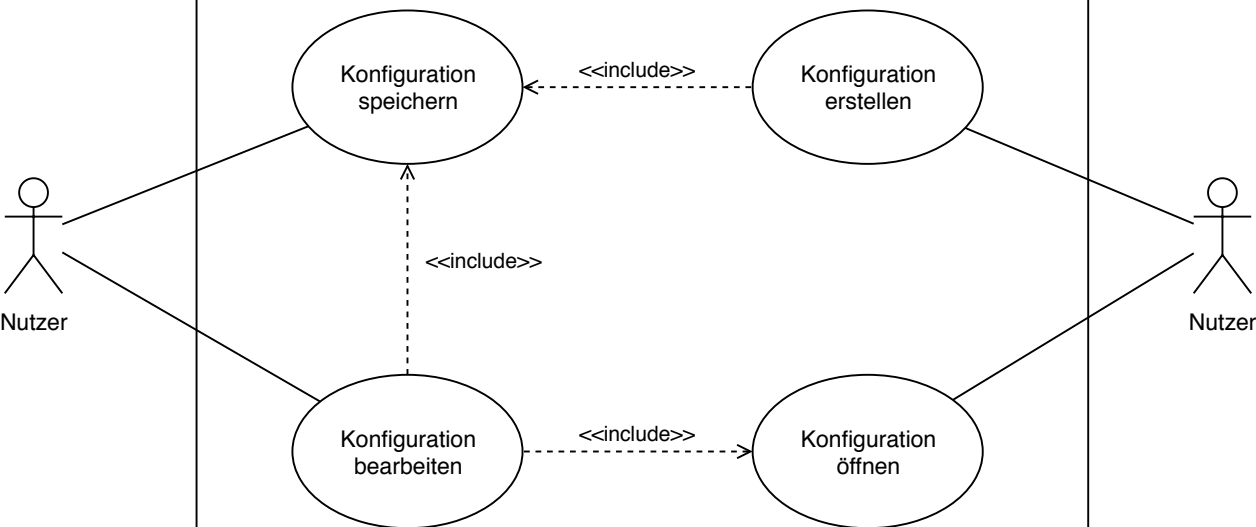 Konfiguration
speichern
<<include>>
Konfiguration
erstellen
<<include>>
Nutzer
Nutzer
Konfiguration
bearbeiten
<<include>>
Konfiguration
öffnen